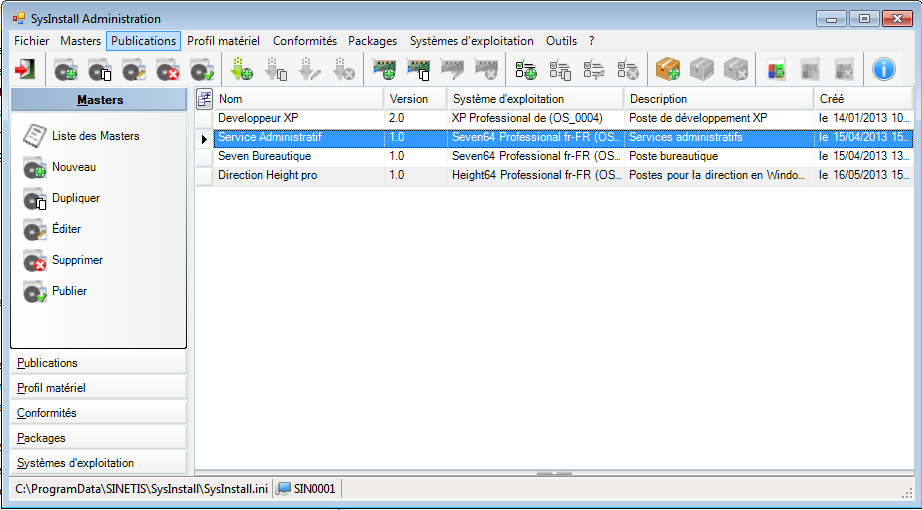 SysInstall Administration
Fichier Masters Publications Profil matériel Conformités Packages Systèmes d'exploitation Outils ?
Masters
Liste des Masters
Nouveau
Dupliquer
Éditer
Supprimer
Publier
Publications
Profil matériel
Conformités
Packages
Systèmes d'exploitation
Nom Version Système d'exploitation Description Créé
Developpeur XP 2.0 XP Professional de (OS_0004) Poste de développement XP le 14/01/2013 10...
Service Administratif 1.0 Seven64 Professional fr-FR (OS... Services administratifs le 15/04/2013 15...
Seven Bureautique 1.0 Seven64 Professional fr-FR (OS... Poste bureautique le 15/04/2013 13...
Direction Height pro 1.0 Height64 Professional fr-FR (OS... Postes pour la direction en Windo... le 16/05/2013 15...
C:\ProgramData\SINETIS\SysInstall\SysInstall.ini SIN0001